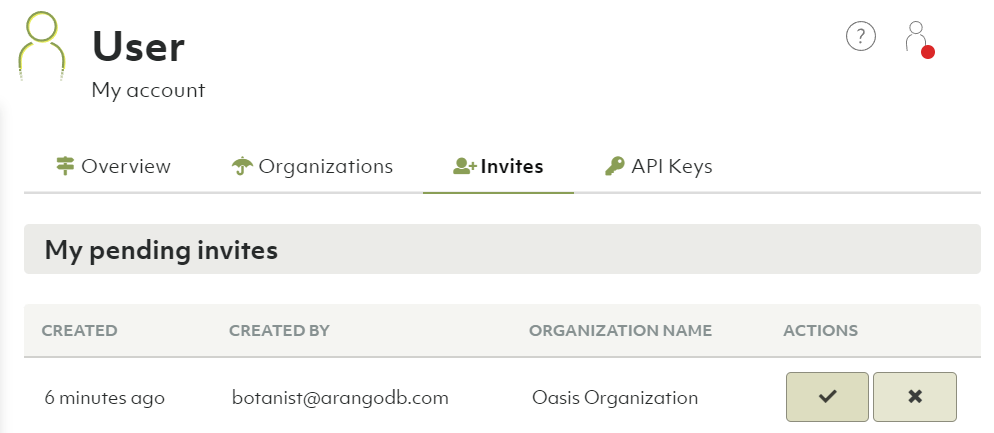 User
?
My account
Overview Organizations Invites API Keys
My pending invites
CREATED CREATED BY ORGANIZATION NAME ACTIONS
6 minutes ago botanist@arangodb.com Oasis Organization